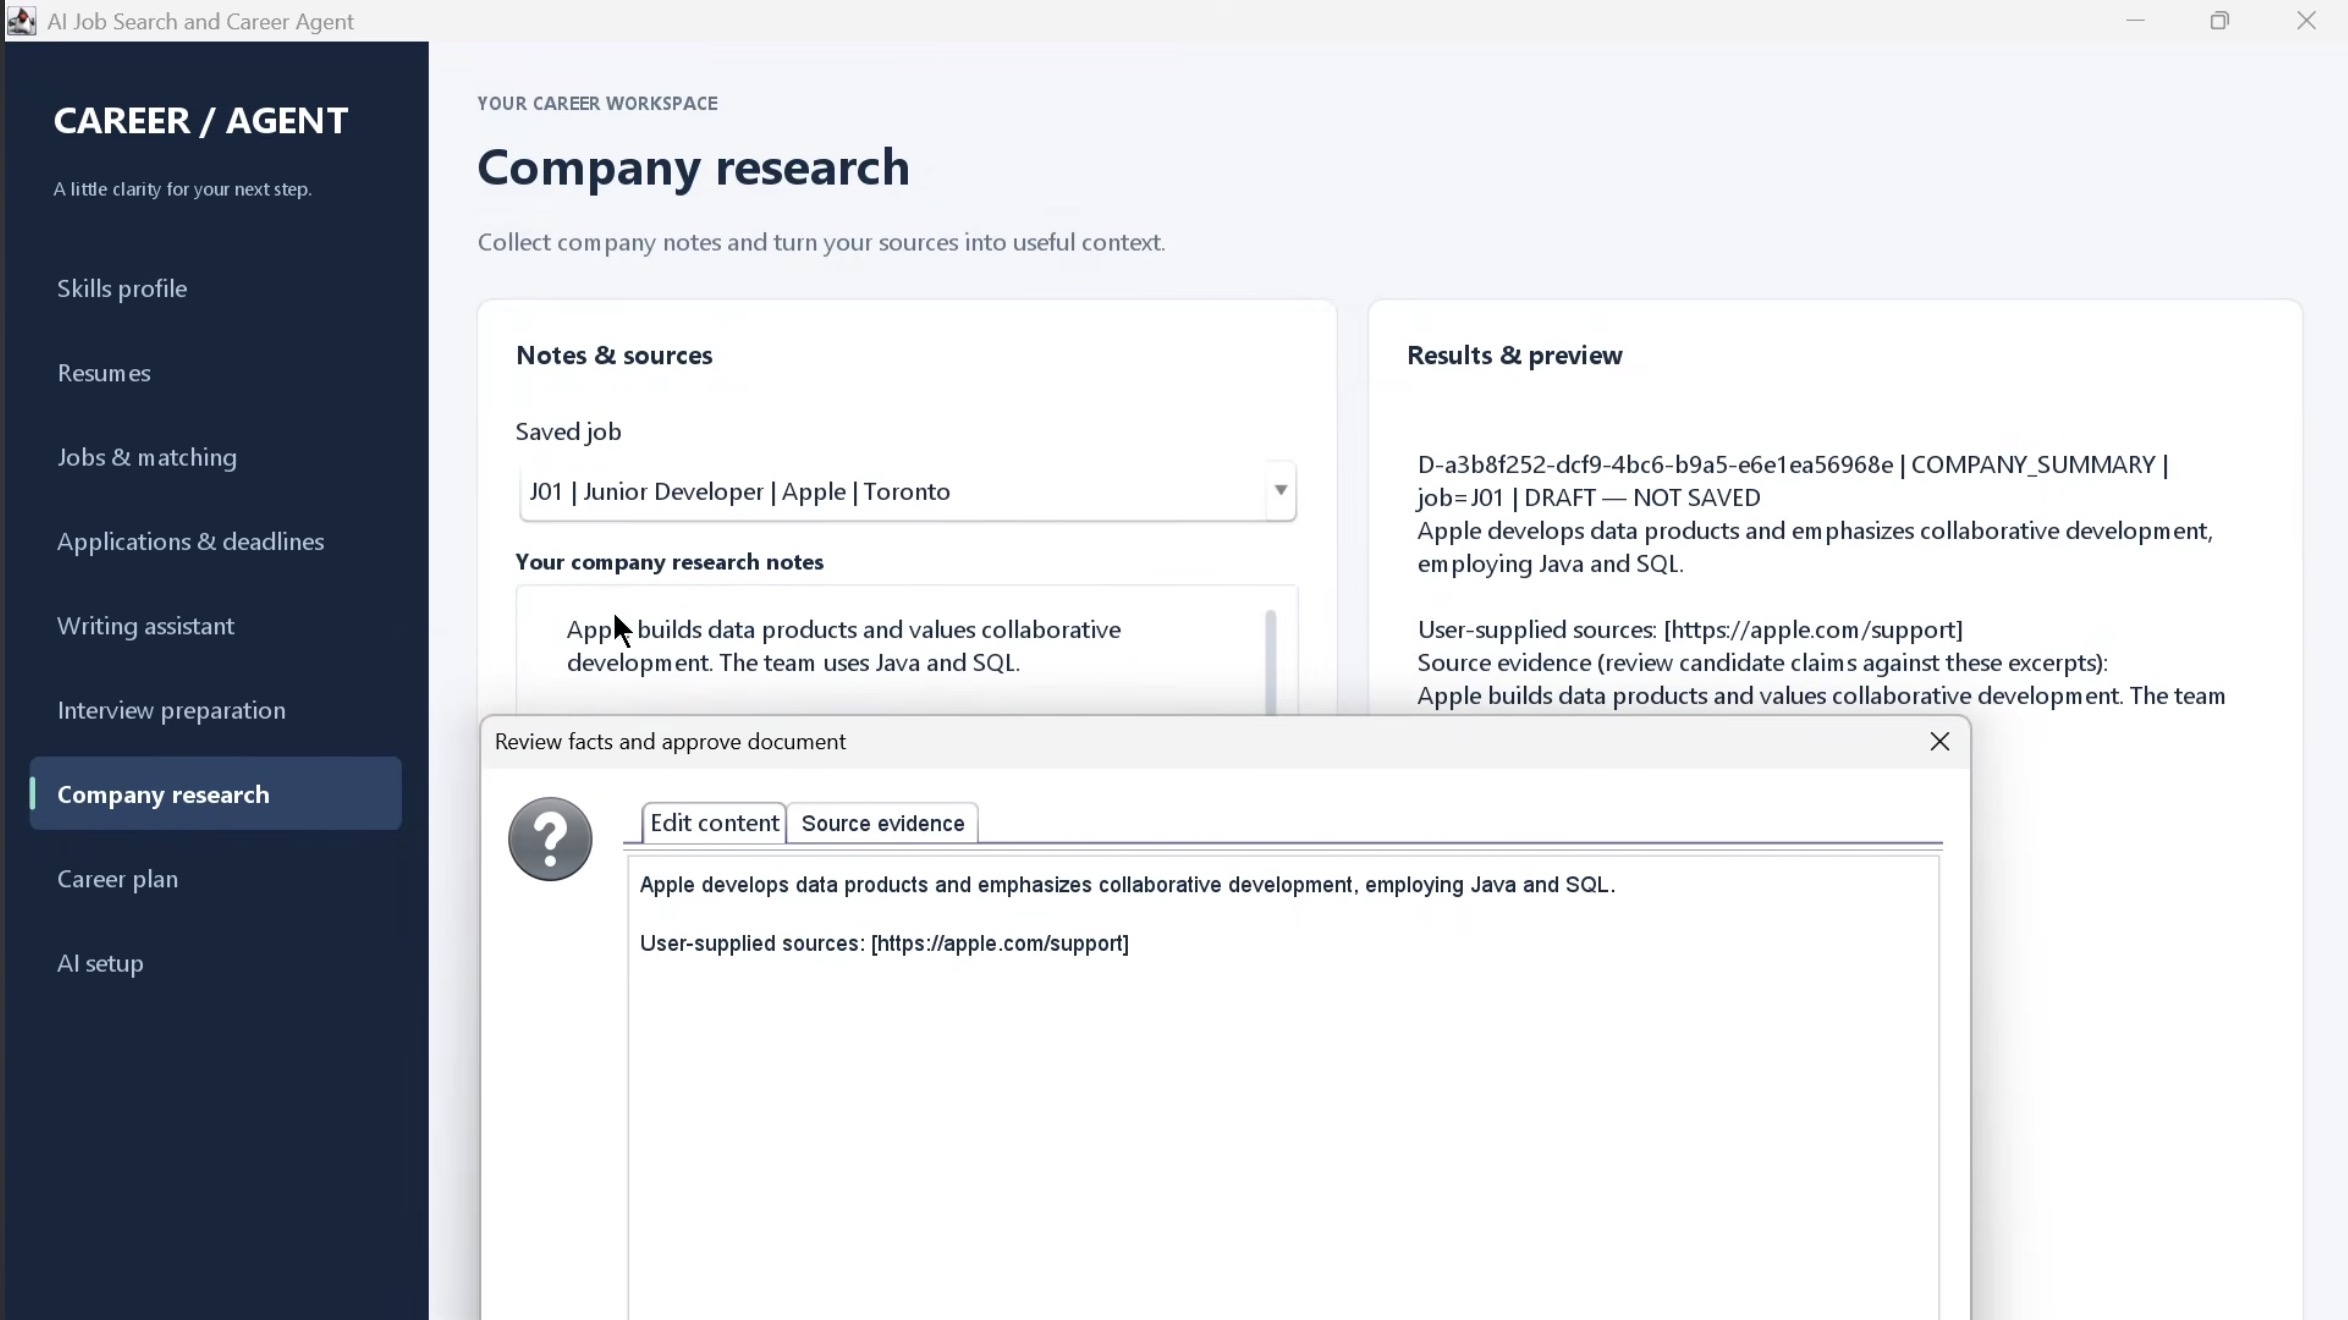 AI Job Search and Career Agent
CAREER / AGENT
A little clarity for your next step.
Skills profile
Resumes
Jobs & matching
Applications & deadlines
Writing assistant
Interview preparation
Company research
Career plan
AI setup
YOUR CAREER WORKSPACE
Company research
Collect company notes and turn your sources into useful context.
Notes & sources
Saved job
J01 | Junior Developer | Apple | Toronto
Your company research notes
Apple builds data products and values collaborative
development. The team uses Java and SQL.
Results & preview
D-a3b8f252-dcf9-4bc6-b9a5-e6e1ea56968e | COMPANY_SUMMARY |
job=J01 | DRAFT — NOT SAVED
Apple develops data products and emphasizes collaborative development,
employing Java and SQL.
User-supplied sources: [https://apple.com/support]
Source evidence (review candidate claims against these excerpts):
Apple builds data products and values collaborative development. The team
Review facts and approve document
Edit content
Source evidence
Apple develops data products and emphasizes collaborative development, employing Java and SQL.
User-supplied sources: [https://apple.com/support]